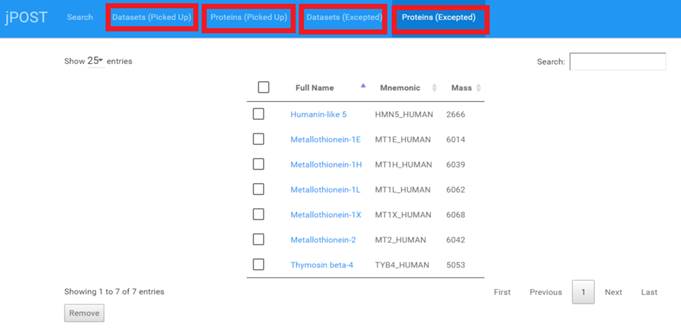 jPOST Search Datasets (Picked Up) Proteins (Picked Up) Datasets (Excepted) Proteins (Excepted)
Show 25 entries Search:
Full Name Mnemonic Mass
Humanin-like 5 HMN5_HUMAN 2666
Metallothionein-1E MT1E_HUMAN 6014
Metallothionein-1H MT1H_HUMAN 6039
Metallothionein-1L MT1L_HUMAN 6062
Metallothionein-1X MT1X_HUMAN 6068
Metallothionein-2 MT2_HUMAN 6042
Thymosin beta-4 TYB4_HUMAN 5053
Showing 1 to 7 of 7 entries First Previous 1 Next Last
Remove